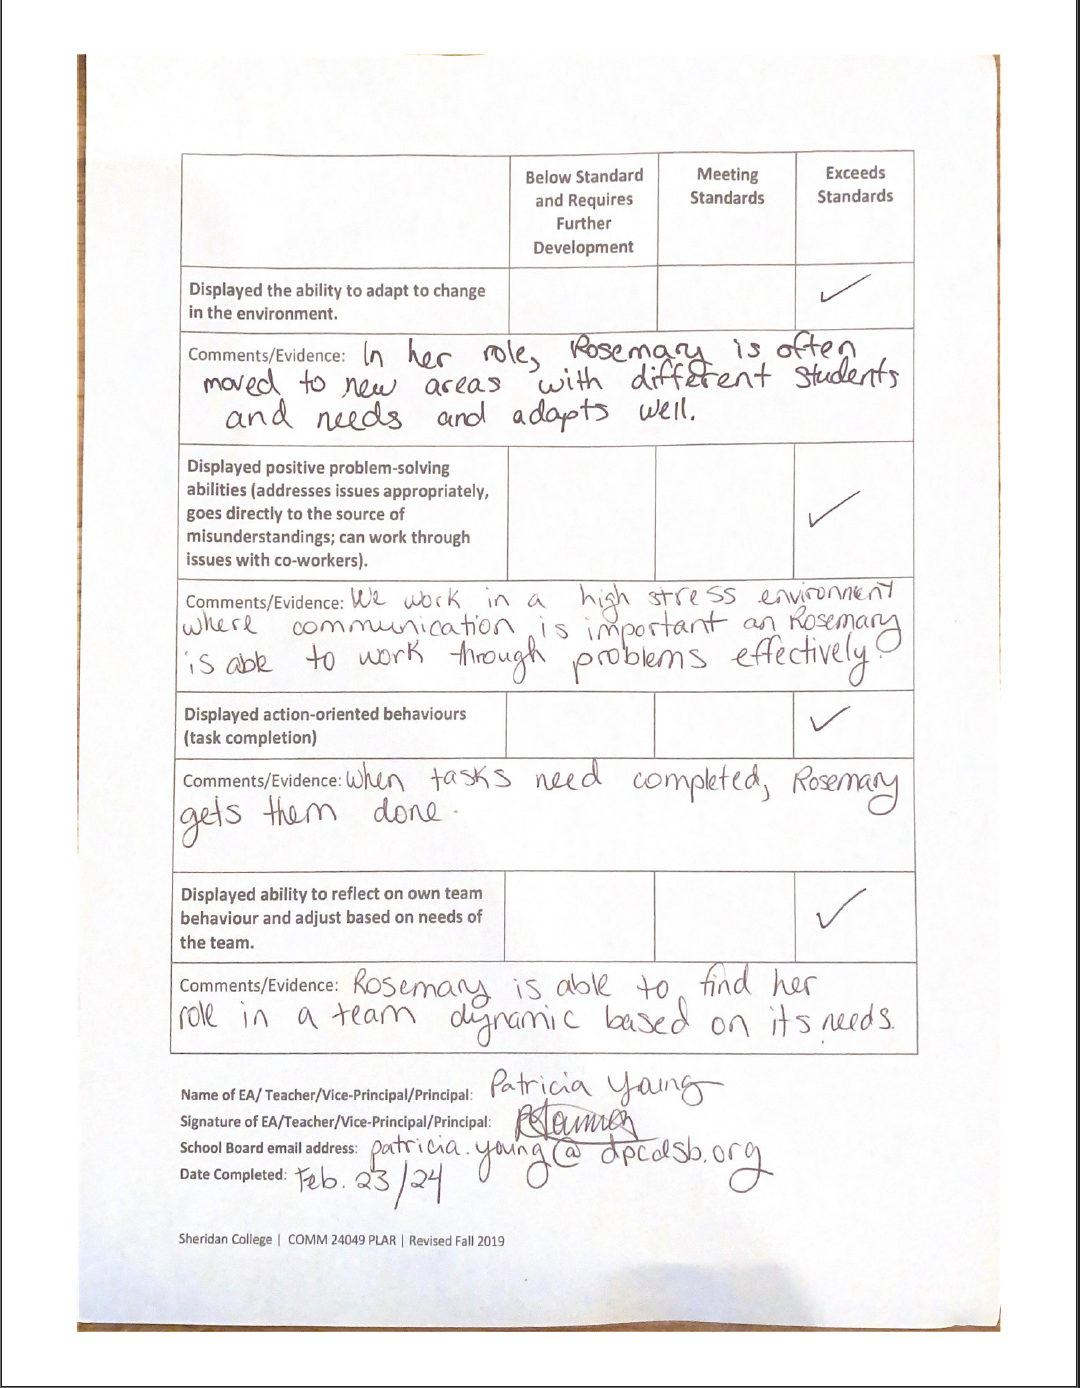 Below Standard
and Requires
Further
Development
Meeting
Standards
Exceeds
Standards
Displayed the ability to adapt to change
in the environment.
Comments/Evidence: In her role, Rosemary is often
moved to new areas with different students
and needs and adapts well.
Displayed positive problem-solving
abilities (addresses issues appropriately,
goes directly to the source of
misunderstandings; can work through
issues with co-workers).
Comments/Evidence: We work in a high stress environment
where communication is important an Rosemary
is able to work through problems effectively.
Displayed action-oriented behaviours
(task completion)
Comments/Evidence: When tasks need completed, Rosemary
gets them done.
Displayed ability to reflect on own team
behaviour and adjust based on needs of
the team.
Comments/Evidence: Rosemary is able to find her
role in a team dynamic based on its needs.
Name of EA/ Teacher/Vice-Principal/Principal: Patricia Young
Signature of EA/Teacher/Vice-Principal/Principal:
School Board email address: patricia.young@dpcdsb.org
Date Completed: Feb. 23/24
Sheridan College | COMM 24049 PLAR | Revised Fall 2019